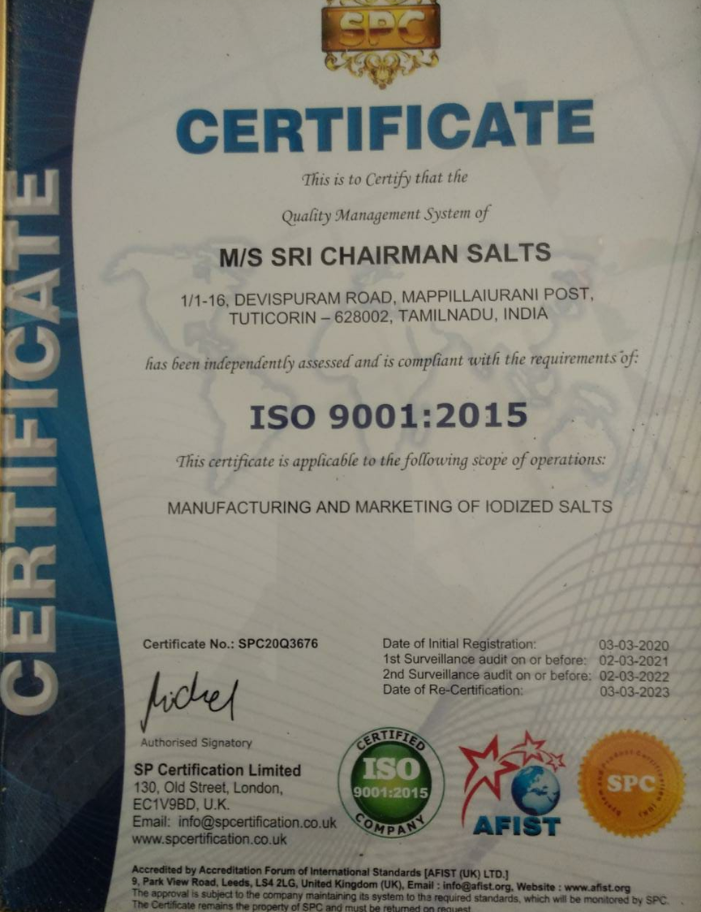 SPC
CERTIFICATE
CERTIFICATE
This is to Certify that the
Quality Management System of
M/S SRI CHAIRMAN SALTS
1/1-16, DEVISPURAM ROAD, MAPPILLAIURANI POST,
TUTICORIN – 628002, TAMILNADU, INDIA
has been independently assessed and is compliant with the requirements of:
ISO 9001:2015
This certificate is applicable to the following scope of operations:
MANUFACTURING AND MARKETING OF IODIZED SALTS
Certificate No.: SPC20Q3676
Date of Initial Registration: 03-03-2020
1st Surveillance audit on or before: 02-03-2021
2nd Surveillance audit on or before: 02-03-2022
Date of Re-Certification: 03-03-2023
Authorised Signatory
SP Certification Limited
130, Old Street, London,
EC1V9BD, U.K.
Email: info@spcertification.co.uk
www.spcertification.co.uk
CERTIFIED
ISO
9001:2015
COMPANY
AFIST
SPC
Accredited by Accreditation Forum of International Standards [AFIST (UK) LTD.]
9, Park View Road, Leeds, LS4 2LG, United Kingdom (UK), Email : info@afist.org, Website : www.afist.org
The approval is subject to the company maintaining its system to the required standards, which will be monitored by SPC.
The Certificate remains the property of SPC and must be returned on request